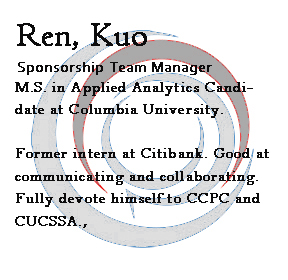 Ren, Kuo
Sponsorship Team Manager
M.S. in Applied Analytics Candi-
date at Columbia University.
Former intern at Citibank. Good at
communicating and collaborating.
Fully devote himself to CCPC and
CUCSSA.,